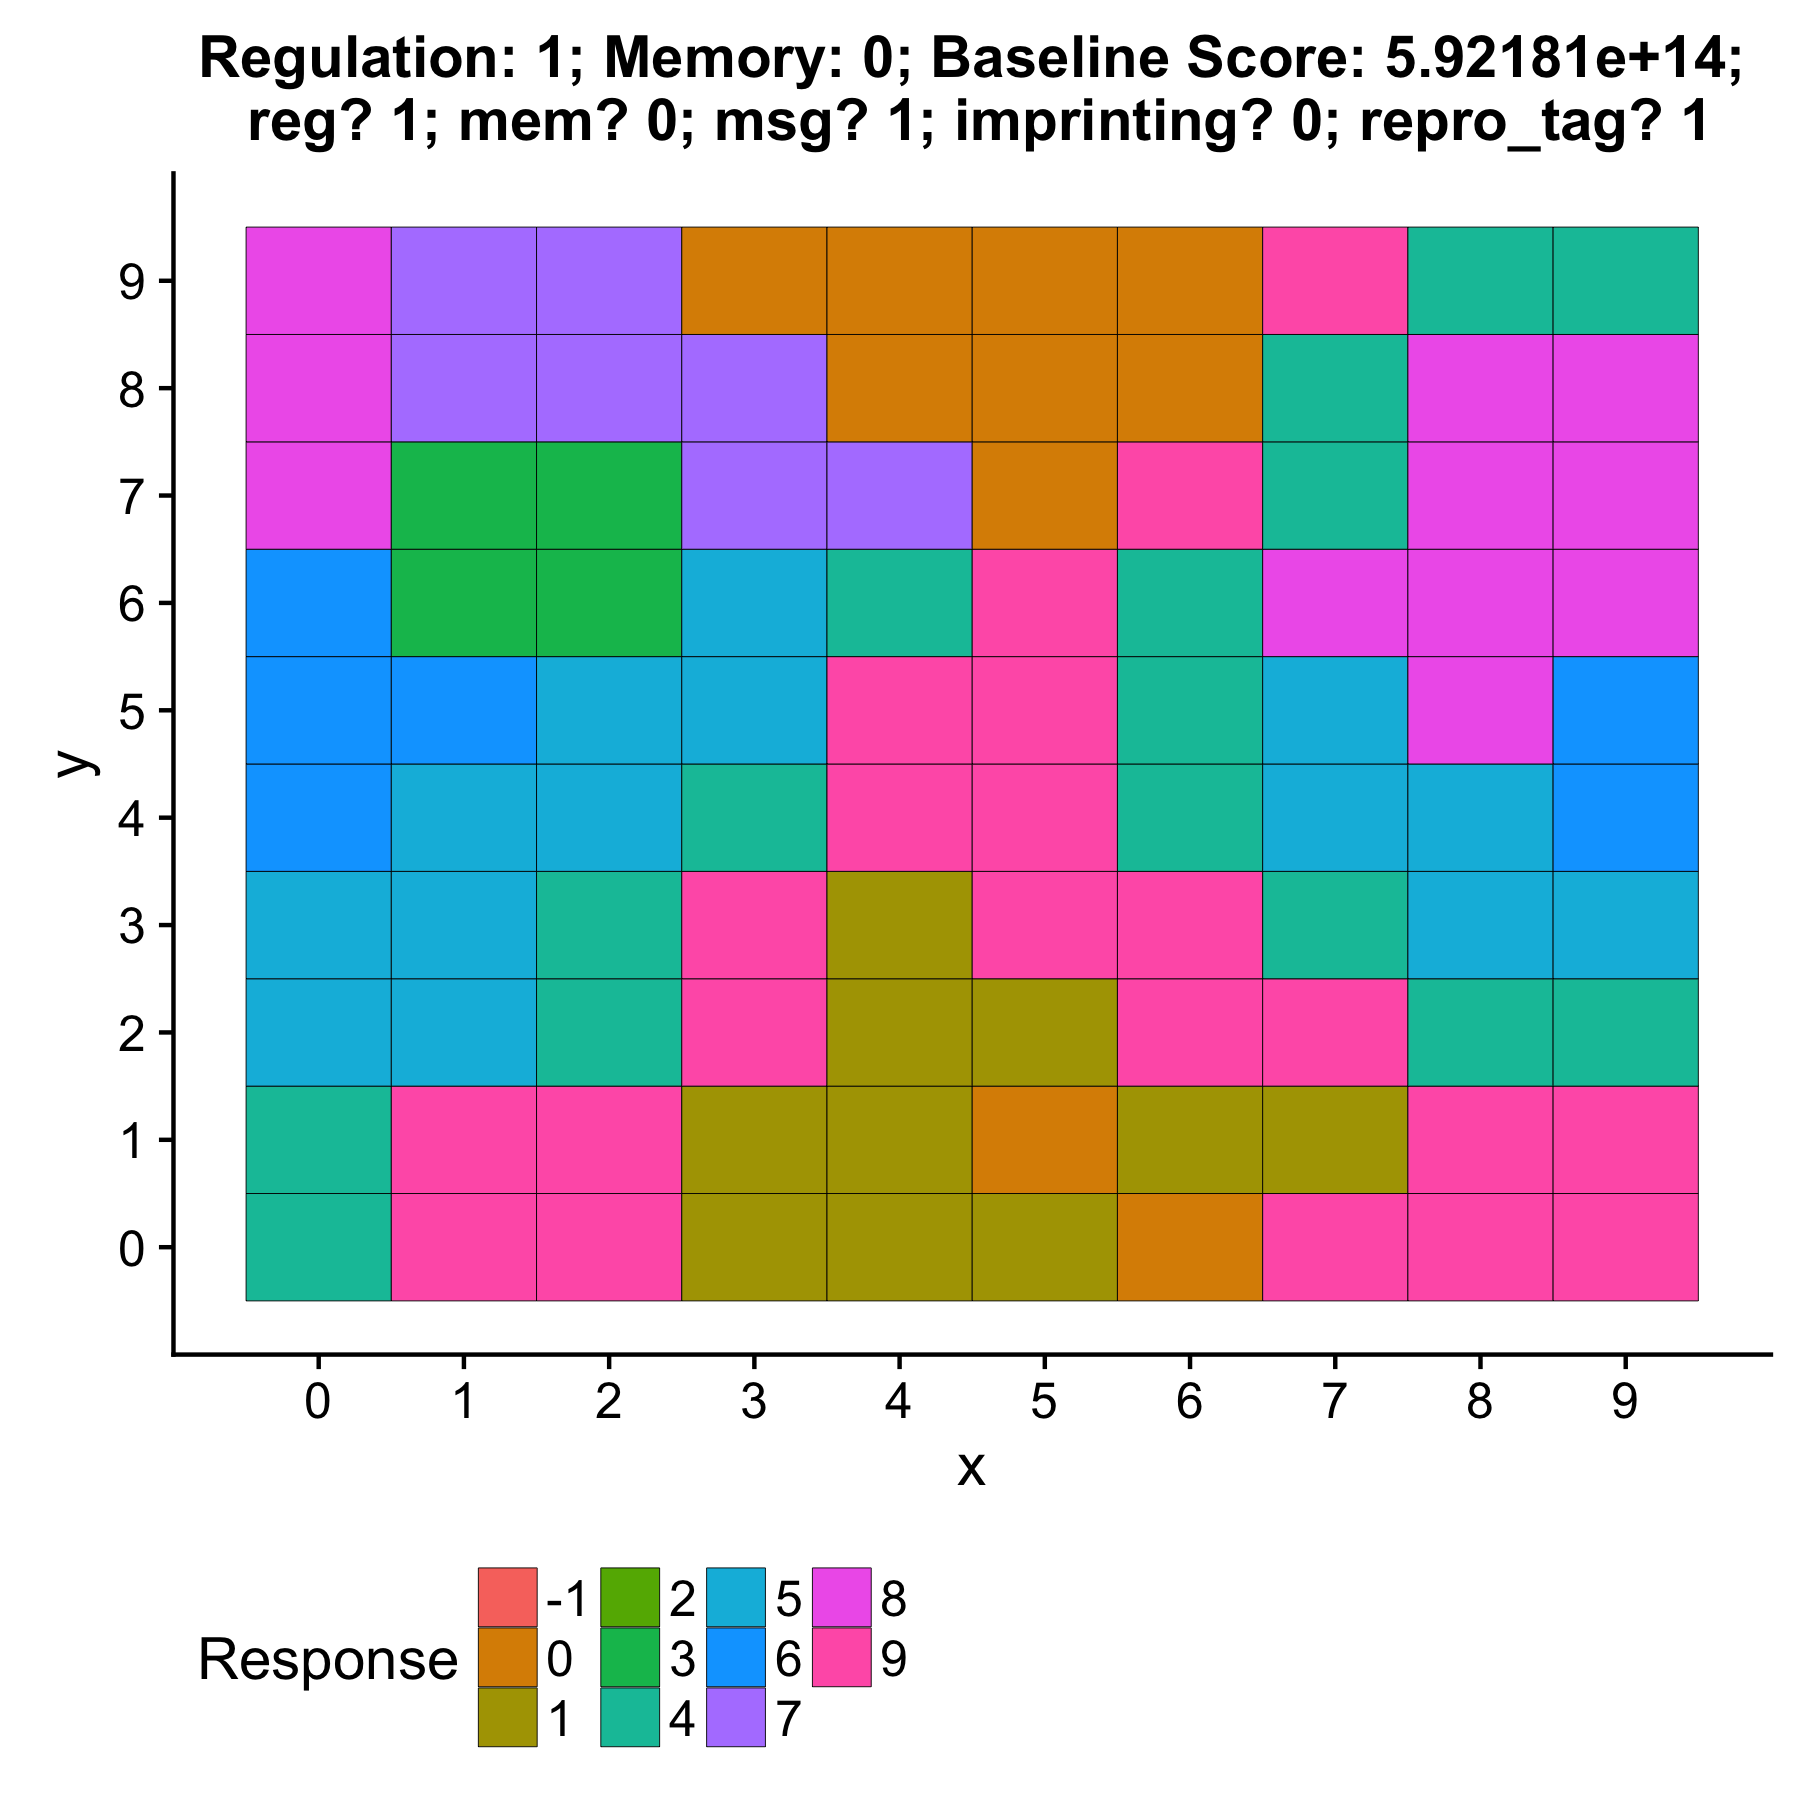 Regulation: 1; Memory: 0; Baseline Score: 5.92181e+14;
reg? 1; mem? 0; msg? 1; imprinting? 0; repro_tag? 1
9
8
7
6
5
4
3
2
1
0
y
0 1 2 3 4 5 6 7 8 9
x
-1 2 5 8
Response 0 3 6 9
1 4 7